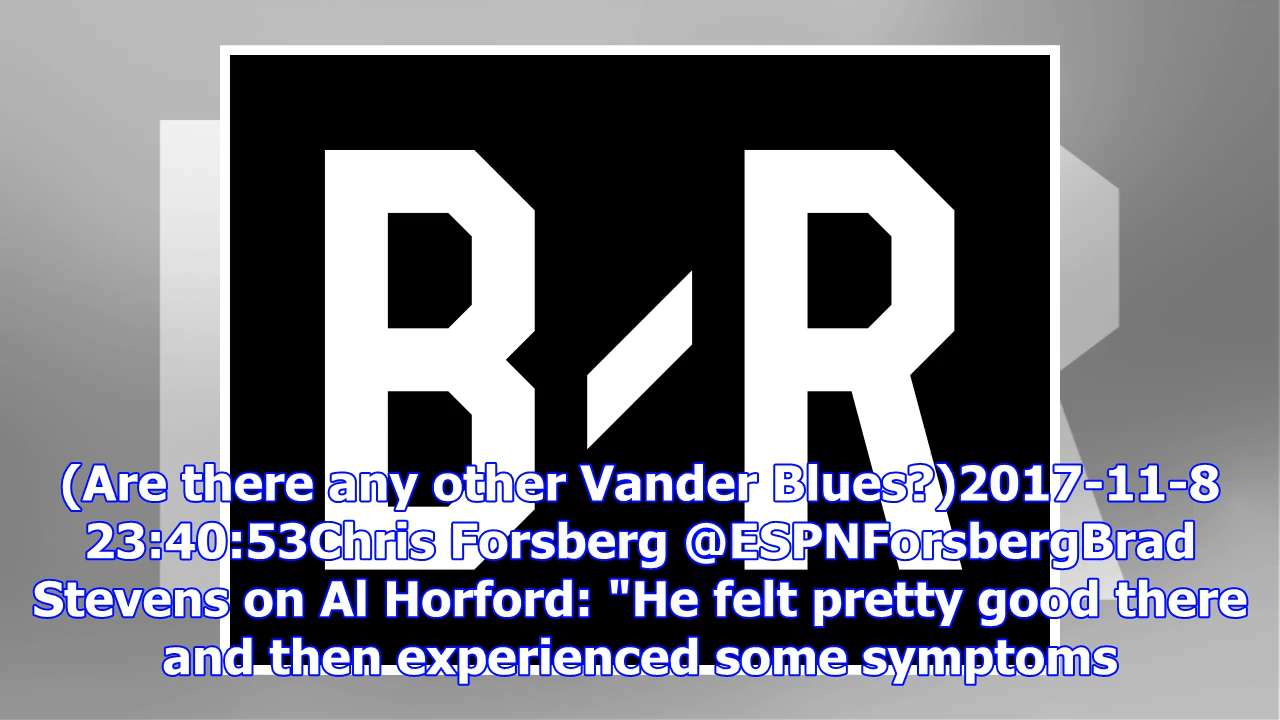 B-R
(Are there any other Vander Blues?)2017-11-8
23:40:53Chris Forsberg @ESPNForsbergBrad
Stevens on Al Horford: "He felt pretty good there
and then experienced some symptoms